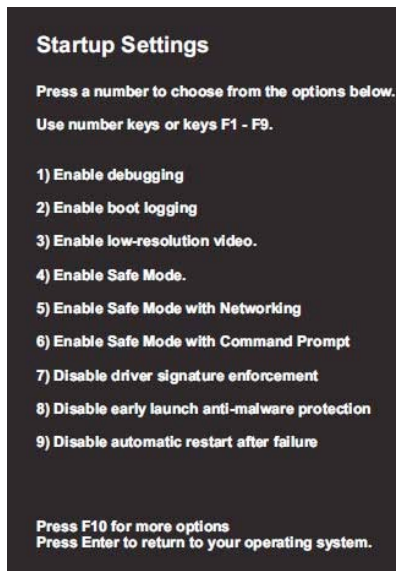 Startup Settings
Press a number to choose from the options below.
Use number keys or keys F1 - F9.
1) Enable debugging
2) Enable boot logging
3) Enable low-resolution video.
4) Enable Safe Mode.
5) Enable Safe Mode with Networking
6) Enable Safe Mode with Command Prompt
7) Disable driver signature enforcement
8) Disable early launch anti-malware protection
9) Disable automatic restart after failure
Press F10 for more options
Press Enter to return to your operating system.